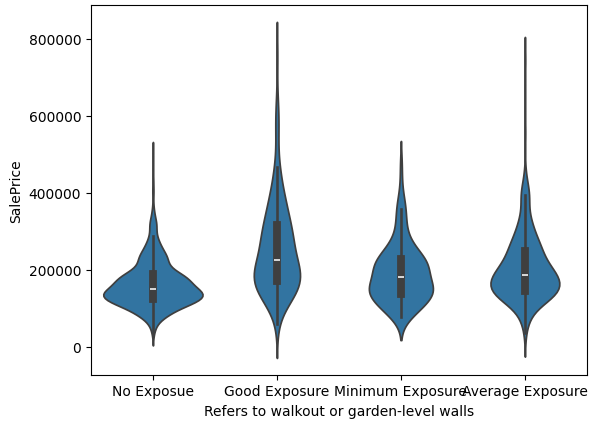 SalePrice
800000
600000
400000
200000
0
No Exposue Good Exposure Minimum Exposure Average Exposure
Refers to walkout or garden-level walls